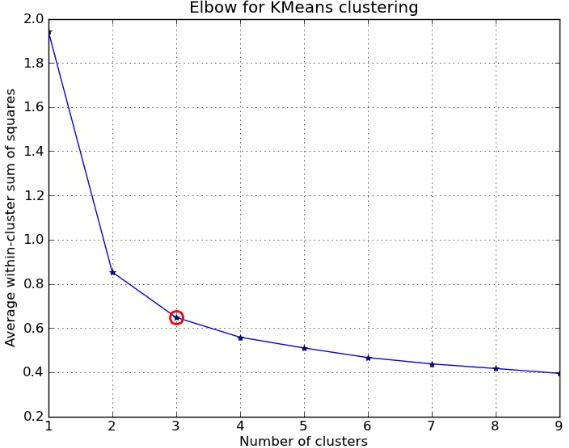 Elbow for KMeans clustering
Average within-cluster sum of squares
2.0
1.8
1.6
1.4
1.2
1.0
0.8
0.6
0.4
0.2
1 2 3 4 5 6 7 8 9
Number of clusters